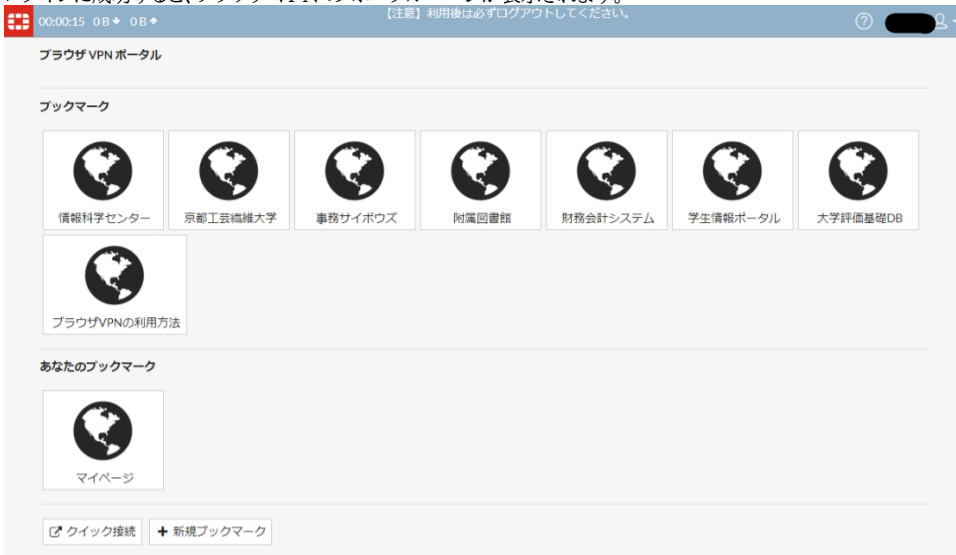 00:00:15 0 B 0 B
【注意】利用後は必ずログアウトしてください。
ブラウザ VPN ポータル
ブックマーク
情報科学センター
京都工芸繊維大学
事務サイボウズ
附属図書館
財務会計システム
学生情報ポータル
大学評価基礎DB
ブラウザVPNの利用方法
あなたのブックマーク
マイページ
クイック接続
新規ブックマーク